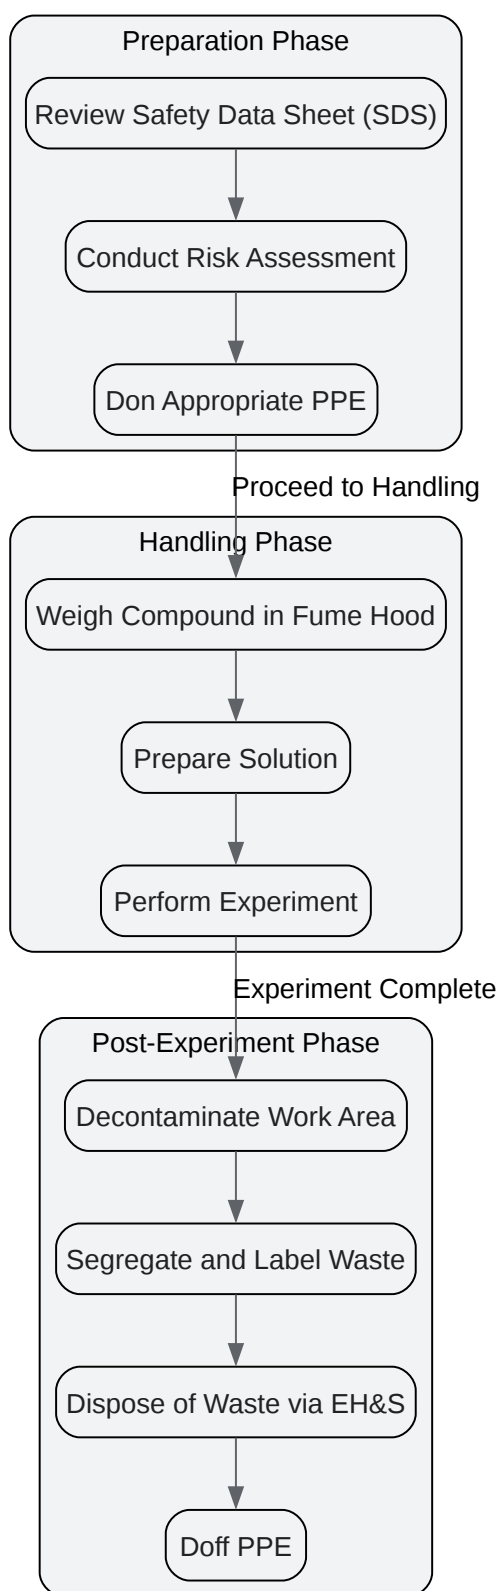 Preparation Phase
Review Safety Data Sheet (SDS)
Conduct Risk Assessment
Don Appropriate PPE
Proceed to Handling
Handling Phase
Weigh Compound in Fume Hood
Prepare Solution
Perform Experiment
Experiment Complete
Post-Experiment Phase
Decontaminate Work Area
Segregate and Label Waste
Dispose of Waste via EH&S
Doff PPE